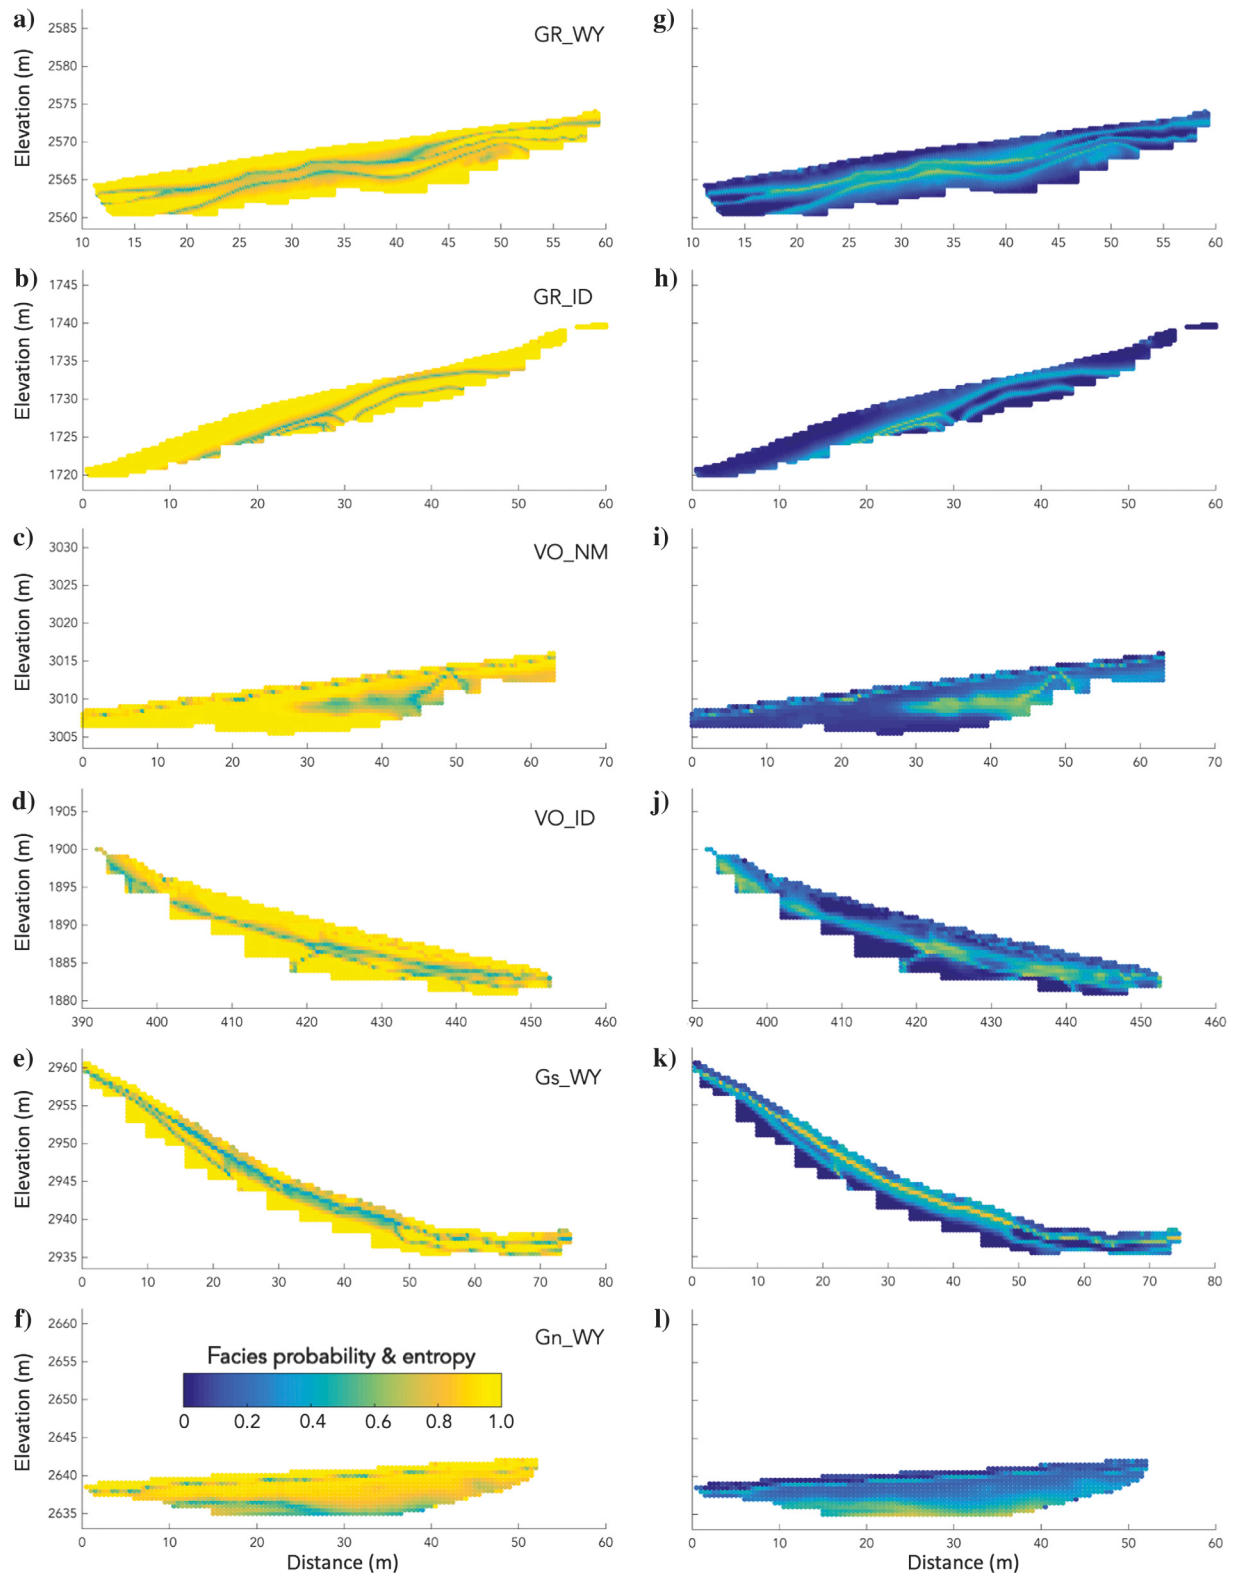 a)
GR_WY
g)
Elevation (m)
2585
2580
2575
2570
2565
2560
10 15 20 25 30 35 40 45 50 55 60
10 15 20 25 30 35 40 45 50 55 60
b)
GR_ID
h)
Elevation (m)
1745
1740
1735
1730
1725
1720
0 10 20 30 40 50 60
0 10 20 30 40 50 60
c)
VO_NM
i)
Elevation (m)
3030
3025
3020
3015
3010
3005
0 10 20 30 40 50 60 70
0 10 20 30 40 50 60 70
d)
VO_ID
j)
Elevation (m)
1905
1900
1895
1890
1885
1880
390 400 410 420 430 440 450 460
90 400 410 420 430 440 450 460
e)
Gs_WY
k)
Elevation (m)
2960
2955
2950
2945
2940
2935
0 10 20 30 40 50 60 70 80
0 10 20 30 40 50 60 70 80
f)
Gn_WY
l)
Elevation (m)
2660
2655
2650
2645
2640
2635
Facies probability & entropy
0 0.2 0.4 0.6 0.8 1.0
0 10 20 30 40 50 60
0 10 20 30 40 50 60
Distance (m)
Distance (m)